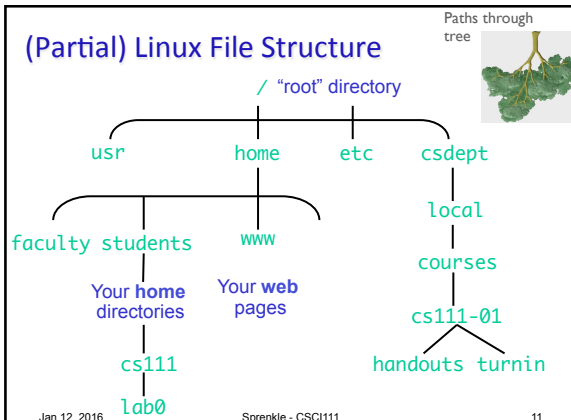 Paths through
tree
(Partial) Linux File Structure
/ “root” directory
usr home etc csdept
local
faculty students www
courses
Your home
directories
Your web
pages
cs111-01
cs111
handouts turnin
lab0
Jan 12, 2016 Sprenkle - CSCI111 11